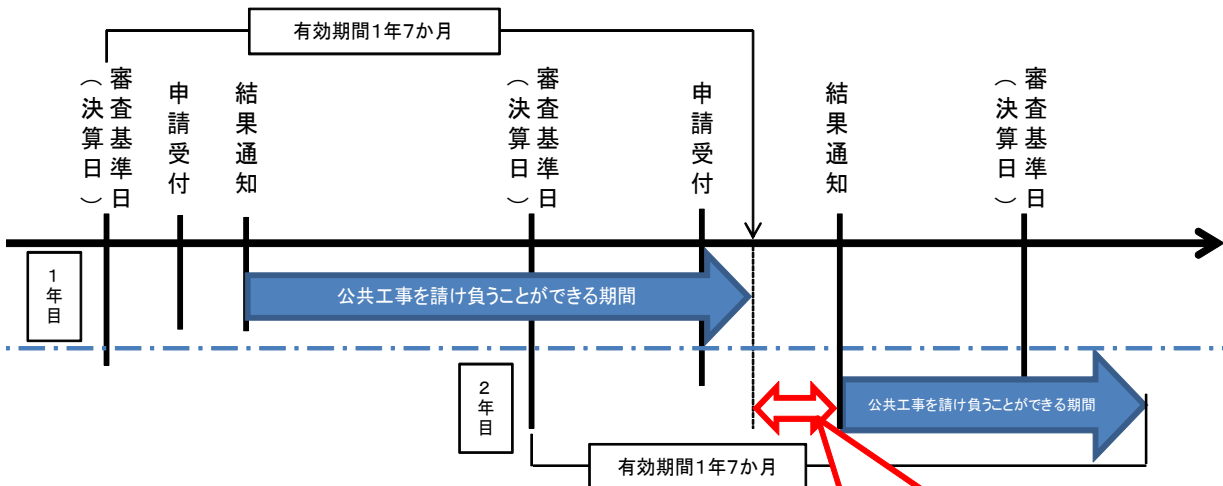 有効期間1年7か月
審査基準日
（決算日）
申請受付
結果通知
審査基準日
（決算日）
申請受付
結果通知
審査基準日
（決算日）
1年目
公共工事を請け負うことができる期間
2年目
公共工事を請け負うことができる期間
有効期間1年7か月